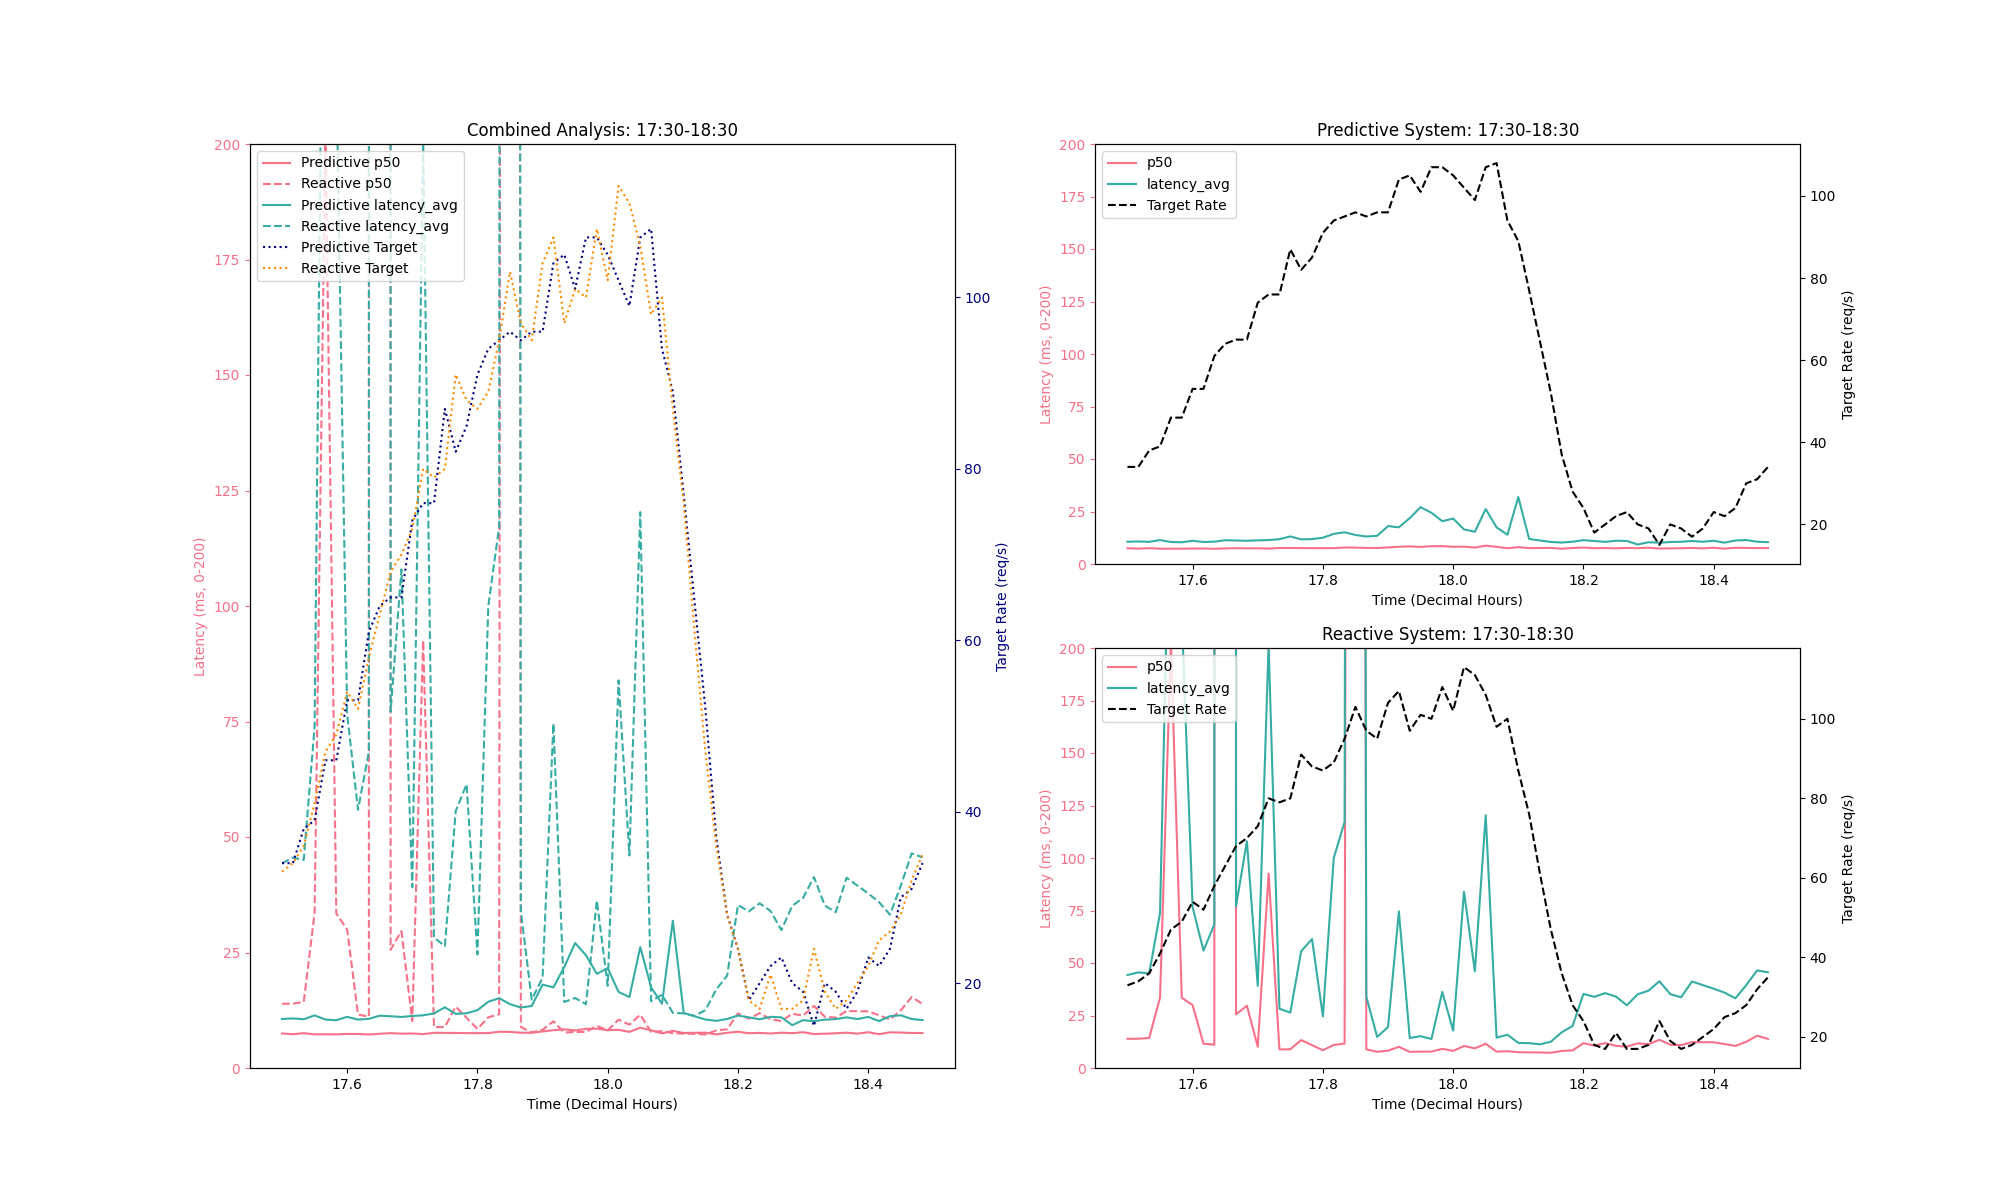 Combined Analysis: 17:30-18:30
200
175
150
125
100
75
50
25
0
Latency (ms, 0-200)
Predictive p50
Reactive p50
Predictive latency_avg
Reactive latency_avg
Predictive Target
Reactive Target
100
80
60
40
20
Target Rate (req/s)
17.6 17.8 18.0 18.2 18.4
Time (Decimal Hours)
Predictive System: 17:30-18:30
200
175
150
125
100
75
50
25
0
Latency (ms, 0-200)
p50
latency_avg
Target Rate
100
80
60
40
20
Target Rate (req/s)
17.6 17.8 18.0 18.2 18.4
Time (Decimal Hours)
Reactive System: 17:30-18:30
200
175
150
125
100
75
50
25
0
Latency (ms, 0-200)
p50
latency_avg
Target Rate
100
80
60
40
20
Target Rate (req/s)
17.6 17.8 18.0 18.2 18.4
Time (Decimal Hours)